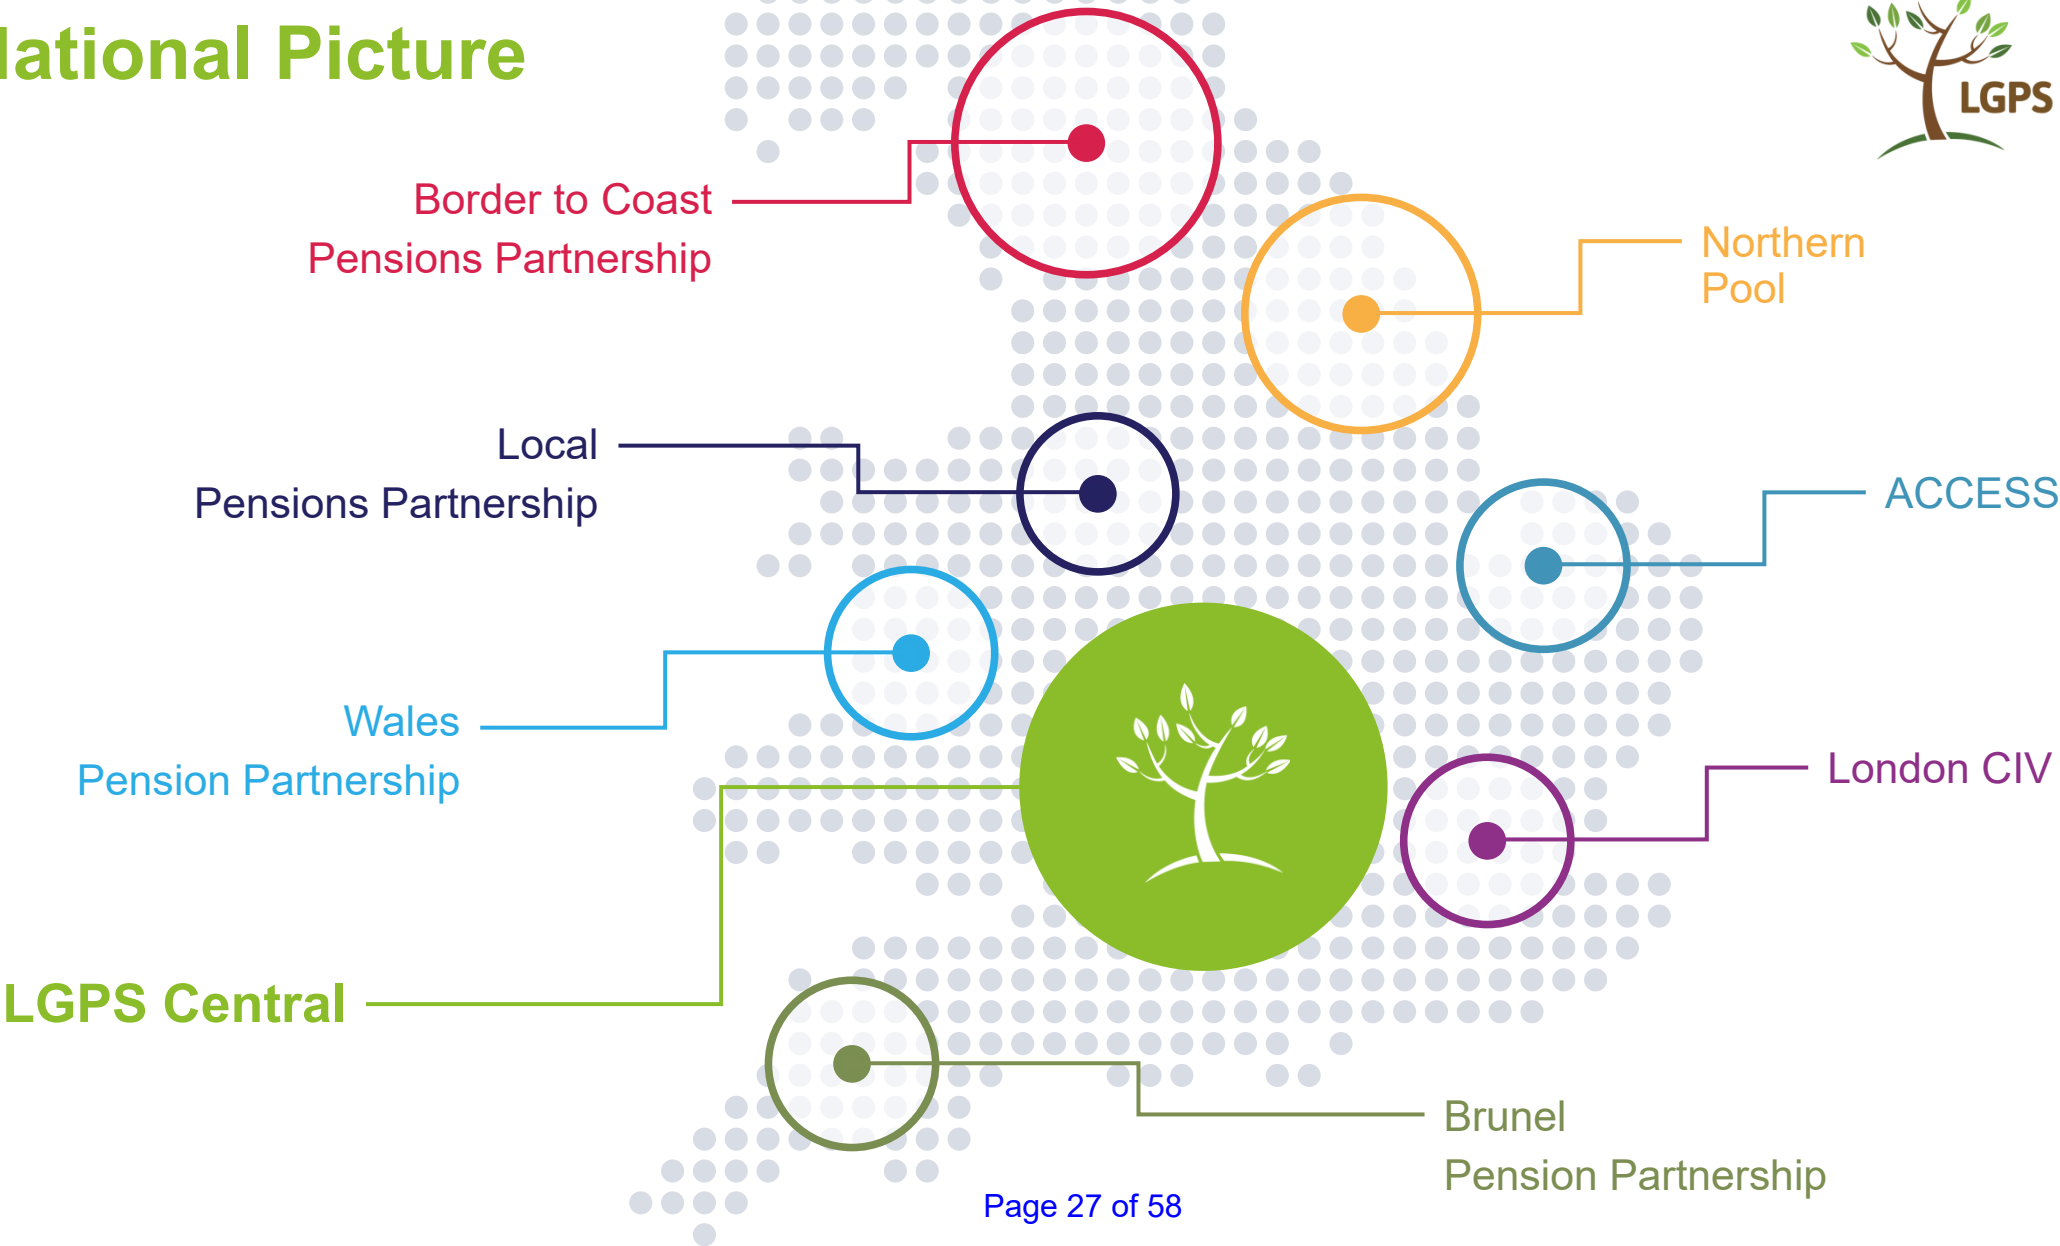 National Picture
LGPS
Border to Coast
Pensions Partnership
Northern
Pool
Local
Pensions Partnership
ACCESS
Wales
Pension Partnership
London CIV
LGPS Central
Brunel
Pension Partnership
Page 27 of 58